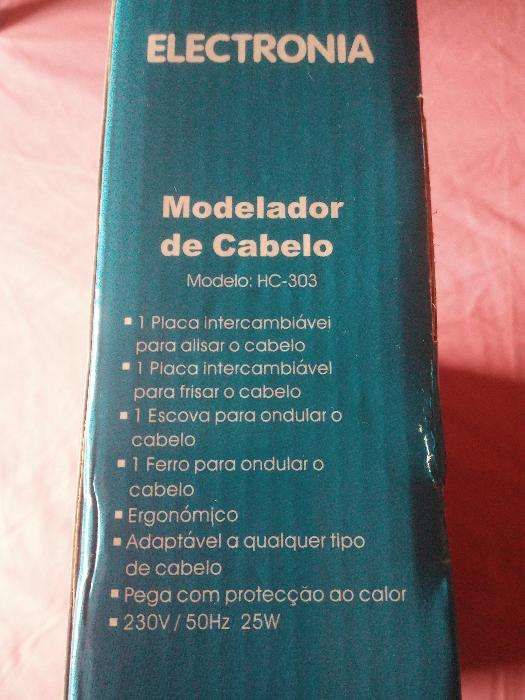 ELECTRONIA
Modelador
de Cabelo
Modelo: HC-303
▪ 1 Placa intercambiável
para alisar o cabelo
▪ 1 Placa intercambiável
para frisar o cabelo
▪ 1 Escova para ondular o
cabelo
▪ 1 Ferro para ondular o
cabelo
▪ Ergonómico
▪ Adaptável a qualquer tipo
de cabelo
▪ Pega com protecção ao calor
▪ 230V / 50Hz 25W